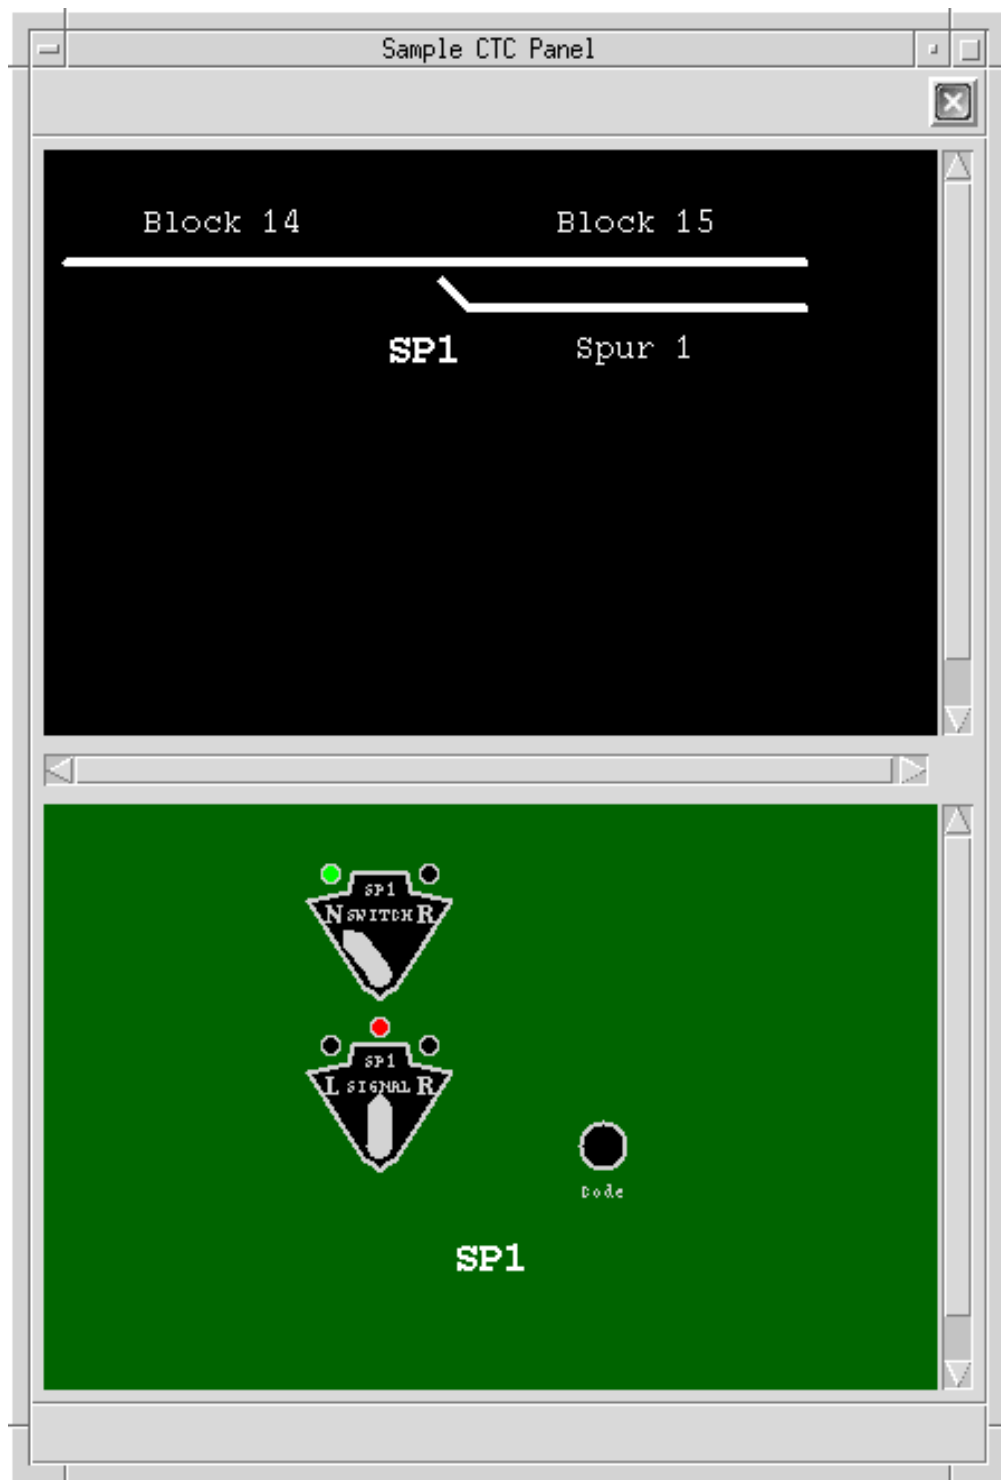 Sample CTC Panel
Block 14 Block 15
SP1 Spur 1
SP1
N SWITCH R
SP1
L SIGNAL R
Code
SP1